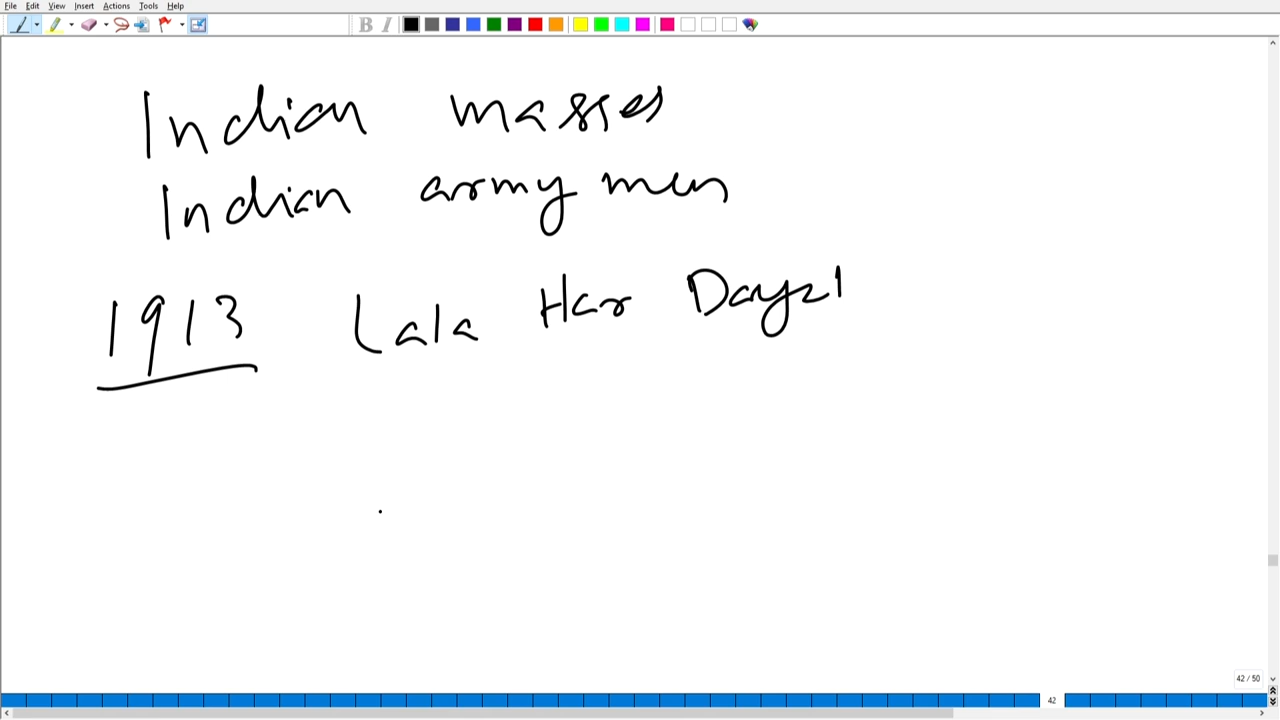 File Edit View Insert Actions Tools Help
B I
Indian masses
Indian army men
1913 Lala Har Dayal
42 / 50
42